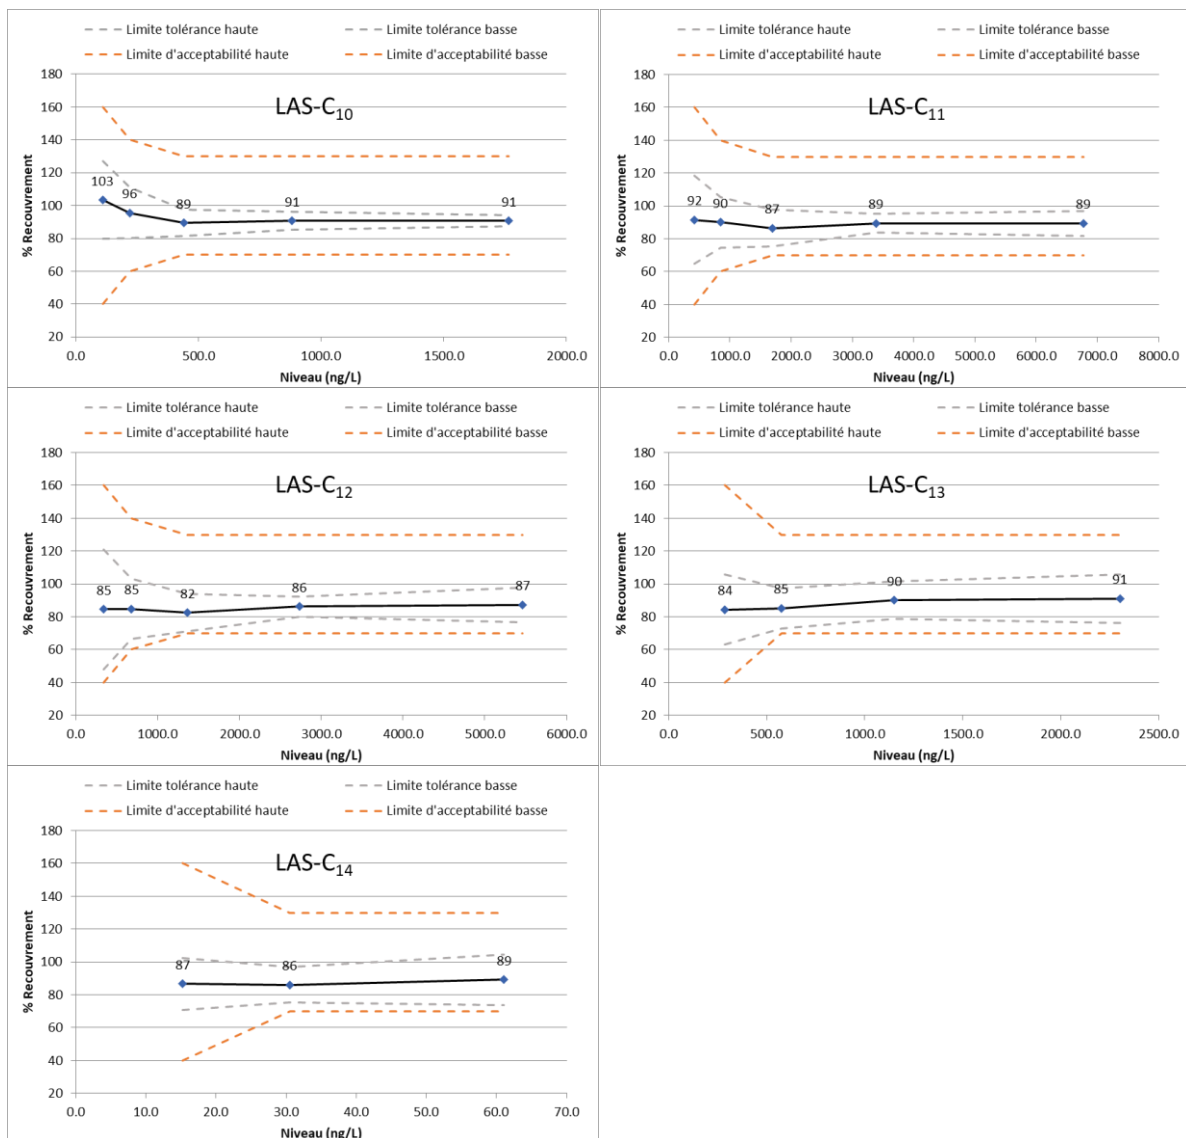 Limite tolérance haute Limite tolérance basse
Limite d'acceptabilité haute Limite d'acceptabilité basse
LAS-C10
% Recouvrement
180
160
140
120
100
80
60
40
20
103 96 89 91 91
0.0 500.0 1000.0 1500.0 2000.0
Niveau (ng/L)
Limite tolérance haute Limite tolérance basse
Limite d'acceptabilité haute Limite d'acceptabilité basse
LAS-C11
% Recouvrement
180
160
140
120
100
80
60
40
20
92 90 87 89 89
0.0 1000.0 2000.0 3000.0 4000.0 5000.0 6000.0 7000.0 8000.0
Niveau (ng/L)
Limite tolérance haute Limite tolérance basse
Limite d'acceptabilité haute Limite d'acceptabilité basse
LAS-C12
% Recouvrement
180
160
140
120
100
80
60
40
20
85 85 82 86 87
0.0 1000.0 2000.0 3000.0 4000.0 5000.0 6000.0
Niveau (ng/L)
Limite tolérance haute Limite tolérance basse
Limite d'acceptabilité haute Limite d'acceptabilité basse
LAS-C13
% Recouvrement
180
160
140
120
100
80
60
40
20
84 85 90 91
0.0 500.0 1000.0 1500.0 2000.0 2500.0
Niveau (ng/L)
Limite tolérance haute Limite tolérance basse
Limite d'acceptabilité haute Limite d'acceptabilité basse
LAS-C14
% Recouvrement
180
160
140
120
100
80
60
40
20
87 86 89
0.0 10.0 20.0 30.0 40.0 50.0 60.0 70.0
Niveau (ng/L)